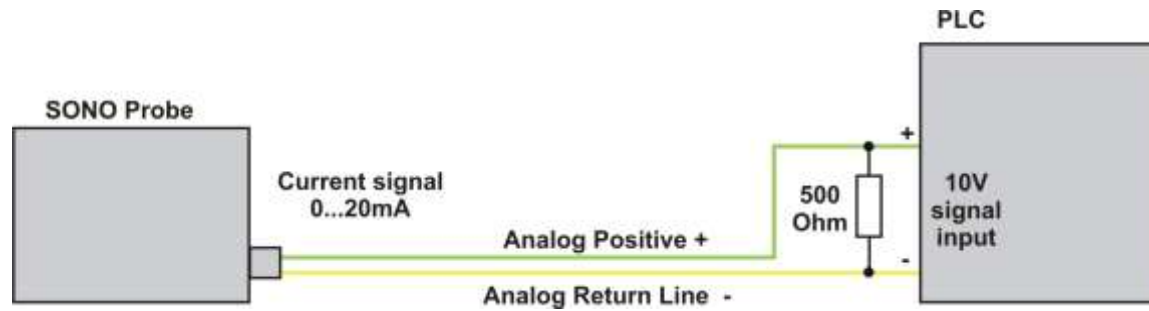 PLC
SONO Probe
Current signal
0...20mA
Analog Positive +
Analog Return Line -
500
Ohm
+
-
10V
signal
input